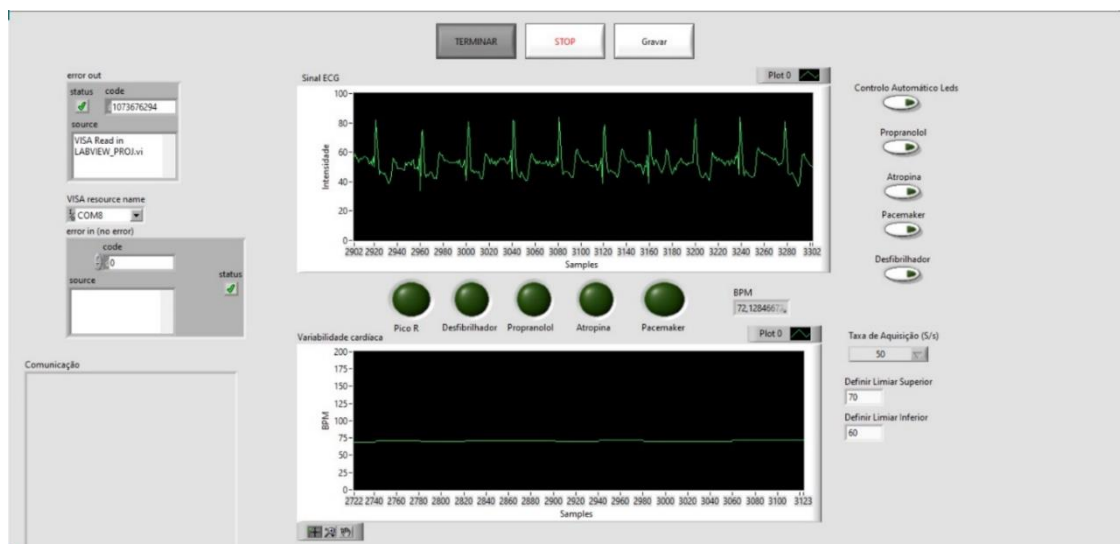 TERMINAR
STOP
Gravar
error out
status code
1073676294
source
VISA Read in
LABVIEW_PROJ.vi
VISA resource name
COM8
error in (no error)
code
0
status
source
Comunicação
Sinal ECG
Plot 0
Intensidade
100
80
60
40
20
0
2902 2920 2940 2960 2980 3000 3020 3040 3060 3080 3100 3120 3140 3160 3180 3200 3220 3240 3260 3280 3302
Samples
Pico R Desfibrilhador Propranolol Atropina Pacemaker
BPM
72,1284667
Variabilidade cardíaca
Plot 0
BPM
200
175
150
125
100
75
50
25
0
2722 2740 2760 2780 2800 2820 2840 2860 2880 2900 2920 2940 2960 2980 3000 3020 3040 3060 3080 3100 3123
Samples
Controlo Automático Leds
Propranolol
Atropina
Pacemaker
Desfibrilhador
Taxa de Aquisição (S/s)
50
Definir Limiar Superior
70
Definir Limiar Inferior
60